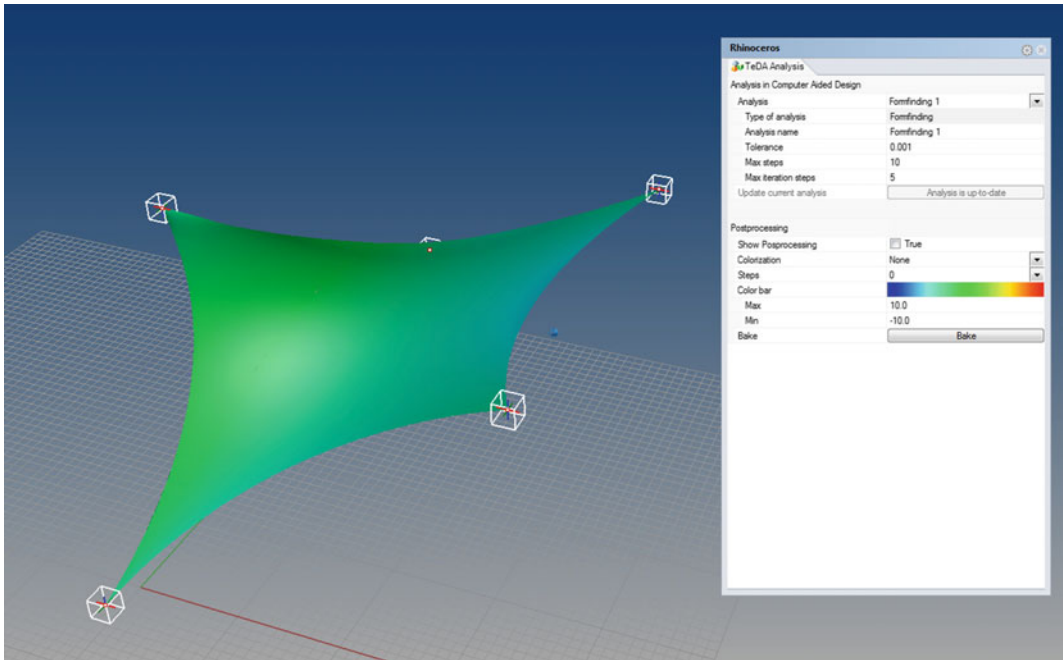 Rhinoceros
TeDA Analysis
Analysis in Computer Aided Design
Analysis Formfinding 1
Type of analysis Formfinding
Analysis name Formfinding 1
Tolerance 0.001
Max steps 10
Max iteration steps 5
Update current analysis Analysis is up-to-date
Postprocessing
Show Posprocessing True
Colorization None
Steps 0
Color bar
Max 10.0
Min -10.0
Bake Bake